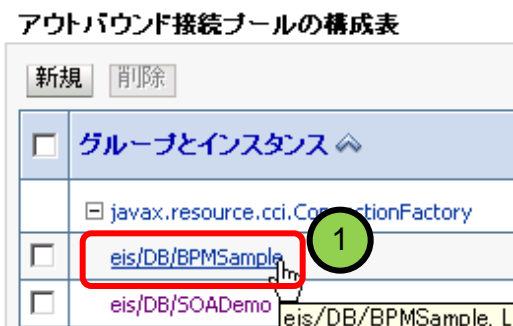 アウトバウンド接続プールの構成表
新規 削除
グループとインスタンス
javax.resource.cci.ConnectionFactory
1
eis/DB/BPMSample
eis/DB/SOADemo
eis/DB/BPMSample, L